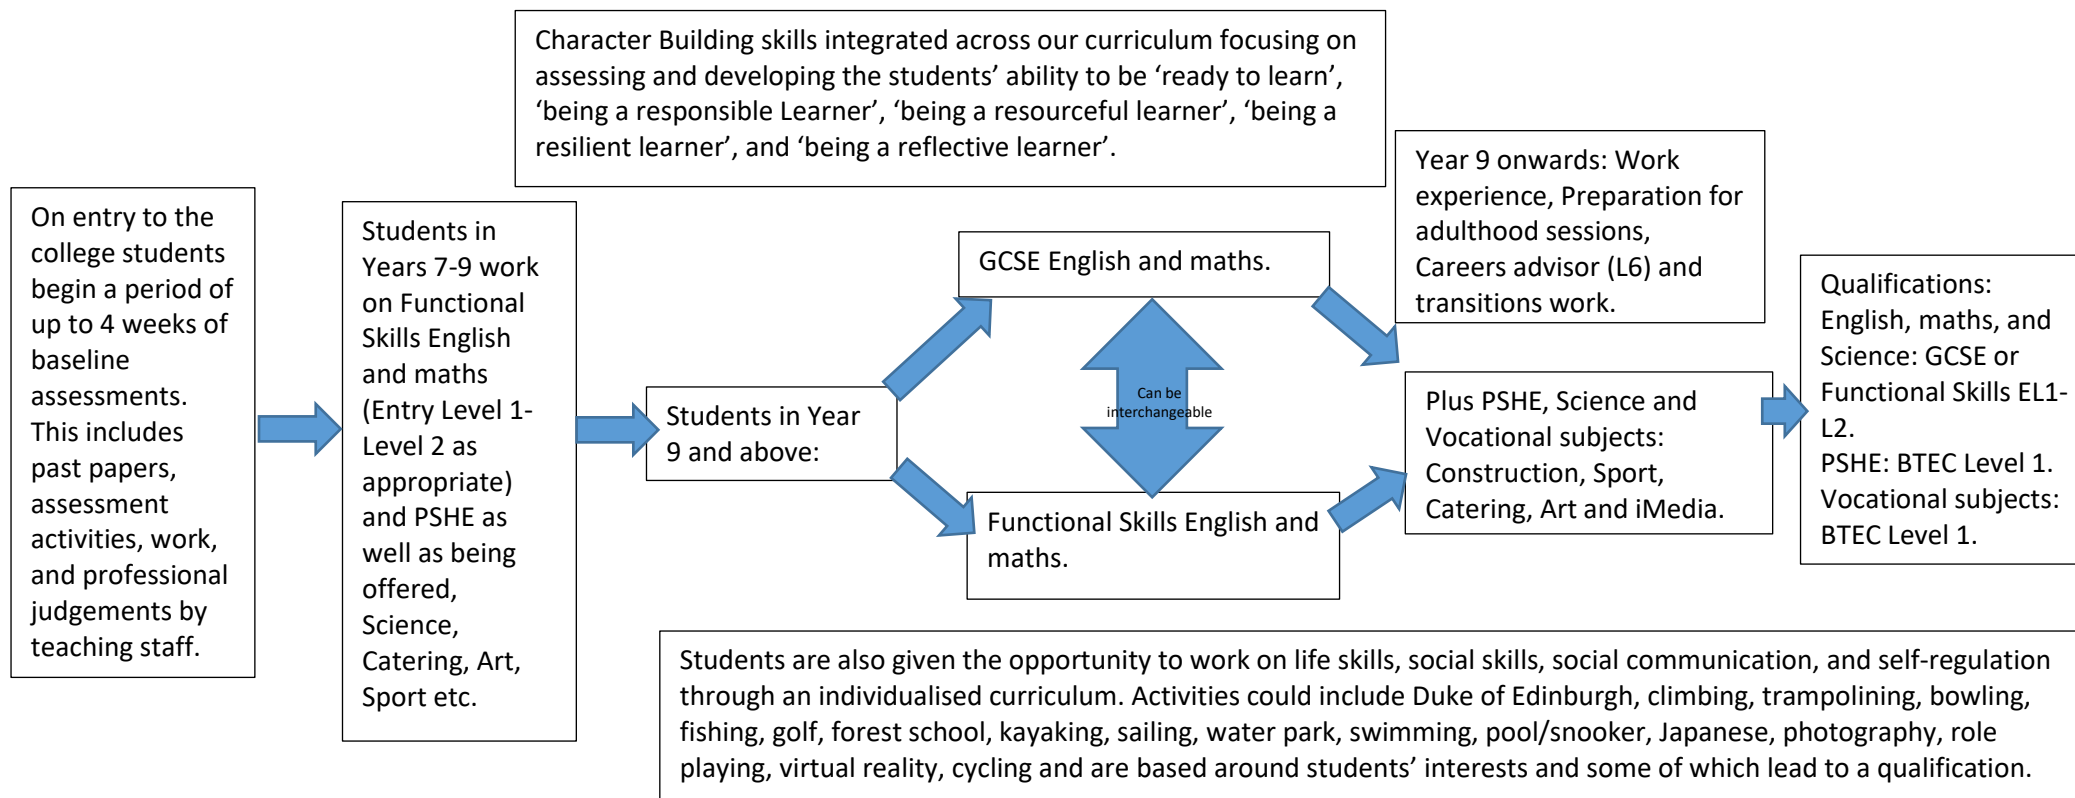 Character Building skills integrated across our curriculum focusing on
assessing and developing the students’ ability to be ‘ready to learn’,
‘being a responsible Learner’, ‘being a resourceful learner’, ‘being a
resilient learner’, and ‘being a reflective learner’.
On entry to the
college students
begin a period of
up to 4 weeks of
baseline
assessments.
This includes
past papers,
assessment
activities, work,
and professional
judgements by
teaching staff.
Students in
Years 7-9 work
on Functional
Skills English
and maths
(Entry Level 1-
Level 2 as
appropriate)
and PSHE as
well as being
offered,
Science,
Catering, Art,
Sport etc.
Students in Year
9 and above:
GCSE English and maths.
Can be
interchangeable
Functional Skills English and
maths.
Year 9 onwards: Work
experience, Preparation for
adulthood sessions,
Careers advisor (L6) and
transitions work.
Plus PSHE, Science and
Vocational subjects:
Construction, Sport,
Catering, Art and iMedia.
Qualifications:
English, maths, and
Science: GCSE or
Functional Skills EL1-
L2.
PSHE: BTEC Level 1.
Vocational subjects:
BTEC Level 1.
Students are also given the opportunity to work on life skills, social skills, social communication, and self-regulation
through an individualised curriculum. Activities could include Duke of Edinburgh, climbing, trampolining, bowling,
fishing, golf, forest school, kayaking, sailing, water park, swimming, pool/snooker, Japanese, photography, role
playing, virtual reality, cycling and are based around students’ interests and some of which lead to a qualification.